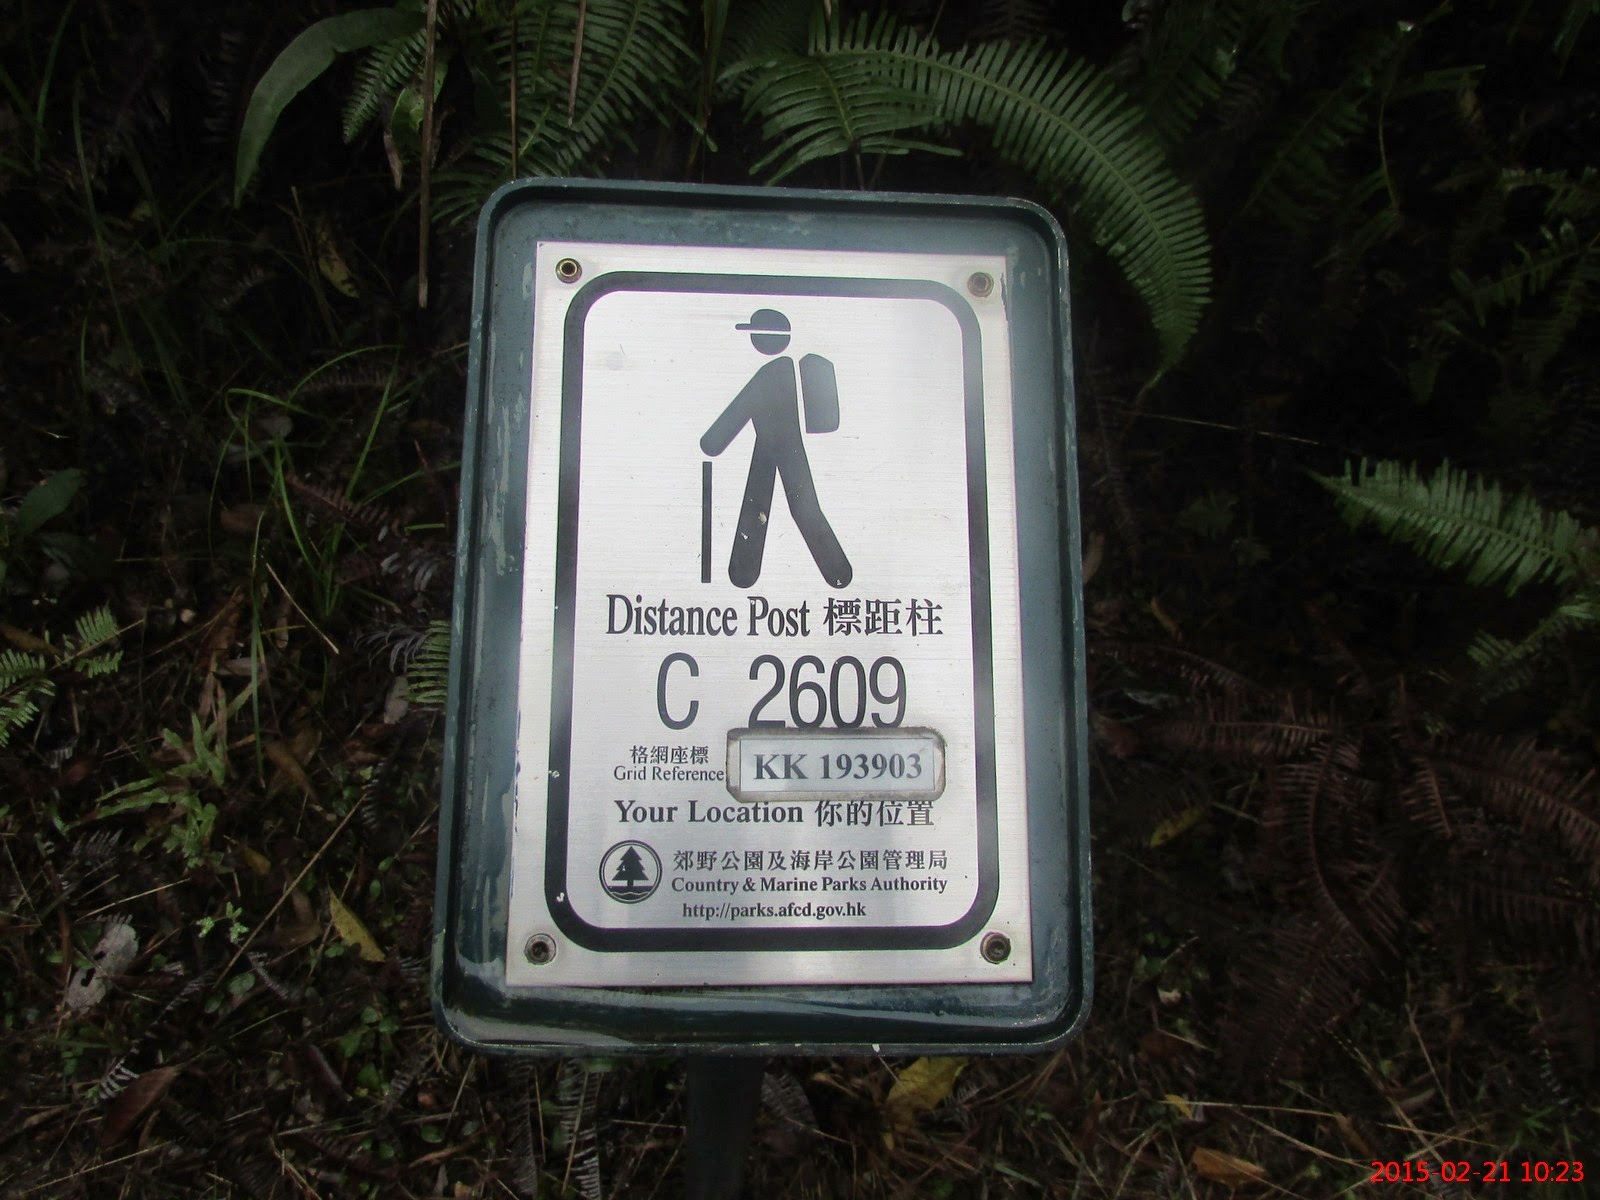 Distance Post 標距柱
C 2609
格網座標
Grid Reference
KK 193903
Your Location 你的位置
郊野公園及海岸公園管理局
Country & Marine Parks Authority
http://parks.afcd.gov.hk
2015-02-21 10:23